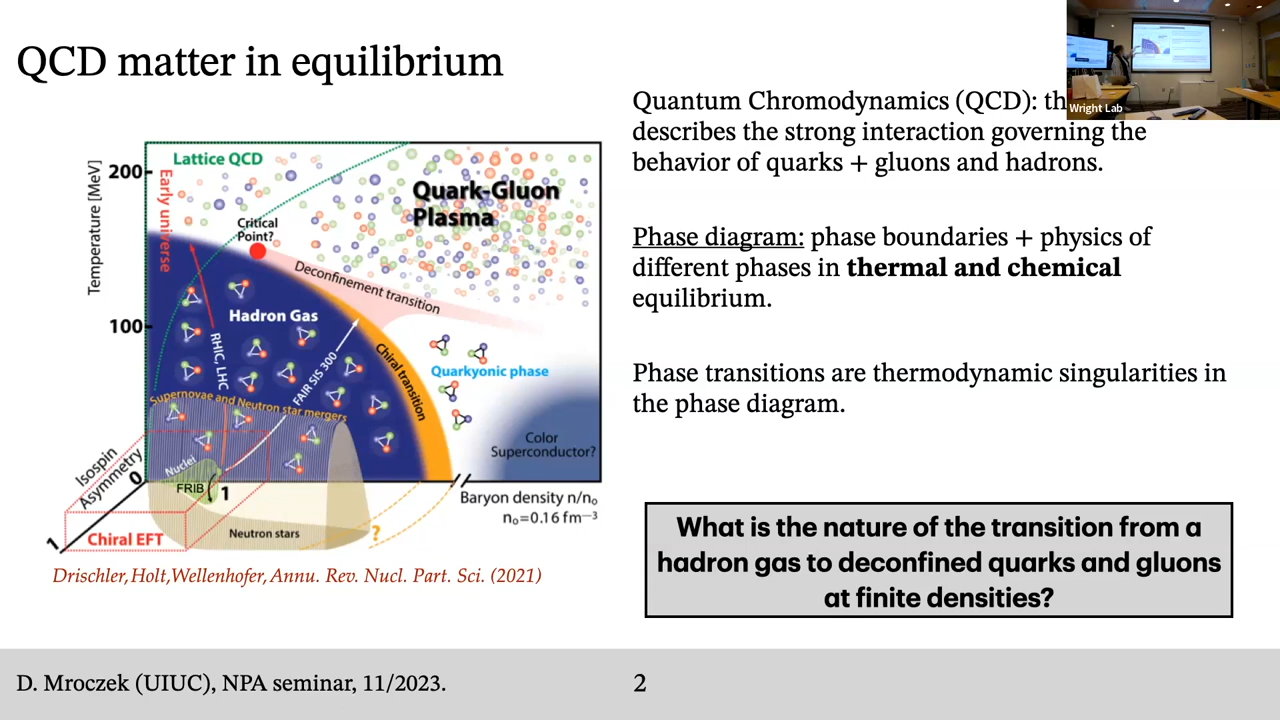 QCD matter in equilibrium
Wright Lab
Quantum Chromodynamics (QCD): th
describes the strong interaction governing the
behavior of quarks + gluons and hadrons.
Phase diagram: phase boundaries + physics of
different phases in thermal and chemical
equilibrium.
Phase transitions are thermodynamic singularities in
the phase diagram.
What is the nature of the transition from a
hadron gas to deconfined quarks and gluons
at finite densities?
Temperature [MeV]
200
100
0
Lattice QCD
Early universe
Critical
Point?
Quark-Gluon
Plasma
Deconfinement transition
Hadron Gas
RHIC, LHC
FAIR SIS 300
Chiral transition
Quarkyonic phase
Supernovae and Neutron star mergers
Color
Superconductor?
Isospin
Asymmetry
Nuclei
FRIB
1
Baryon density n/n₀
n₀=0.16 fm⁻³
Neutron stars
?
1
Chiral EFT
Drischler,Holt,Wellenhofer, Annu. Rev. Nucl. Part. Sci. (2021)
D. Mroczek (UIUC), NPA seminar, 11/2023.
2